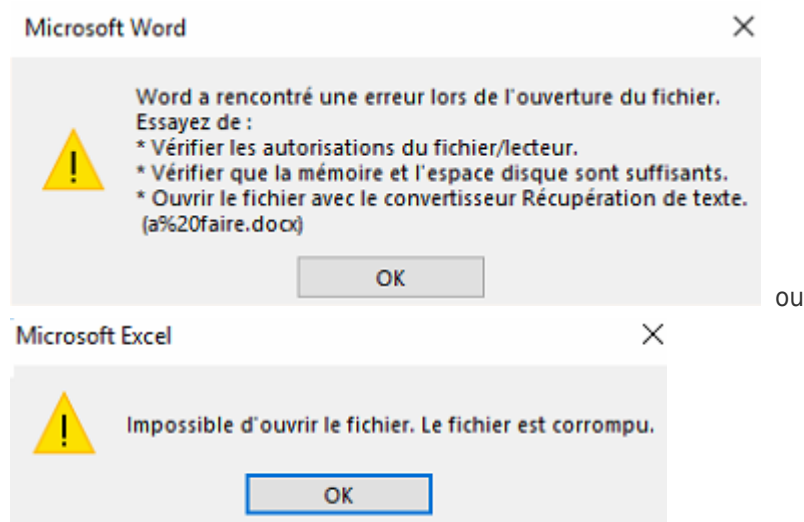 Microsoft Word
Word a rencontré une erreur lors de l'ouverture du fichier.
Essayez de :
* Vérifier les autorisations du fichier/lecteur.
* Vérifier que la mémoire et l'espace disque sont suffisants.
* Ouvrir le fichier avec le convertisseur Récupération de texte.
(a%20faire.docx)
OK
ou
Microsoft Excel
Impossible d'ouvrir le fichier. Le fichier est corrompu.
OK